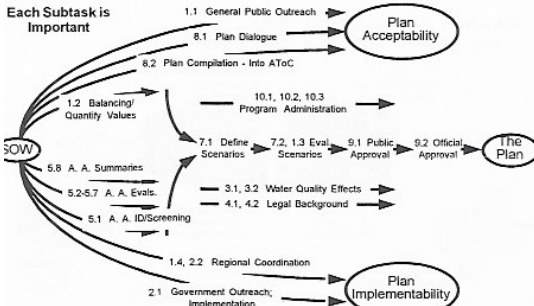 Each Subtask is
Important
1.1 General Public Outreach
8.1 Plan Dialogue
8.2 Plan Compilation - Into AToC
Plan
Acceptability
1.2 Balancing/
Quantify Values
10.1, 10.2, 10.3
Program Administration
SOW
7.1 Define
Scenarios
7.2, 1.3 Eval
Scenarios
9.1 Public
Approval
9.2 Official
Approval
The
Plan
5.8 A. A. Summaries
5.2-5.7 A. A. Evals.
5.1 A. A. ID/Screening
3.1, 3.2 Water Quality Effects
4.1, 4.2 Legal Background
1.4, 2.2 Regional Coordination
2.1 Government Outreach;
Implementation
Plan
Implementability